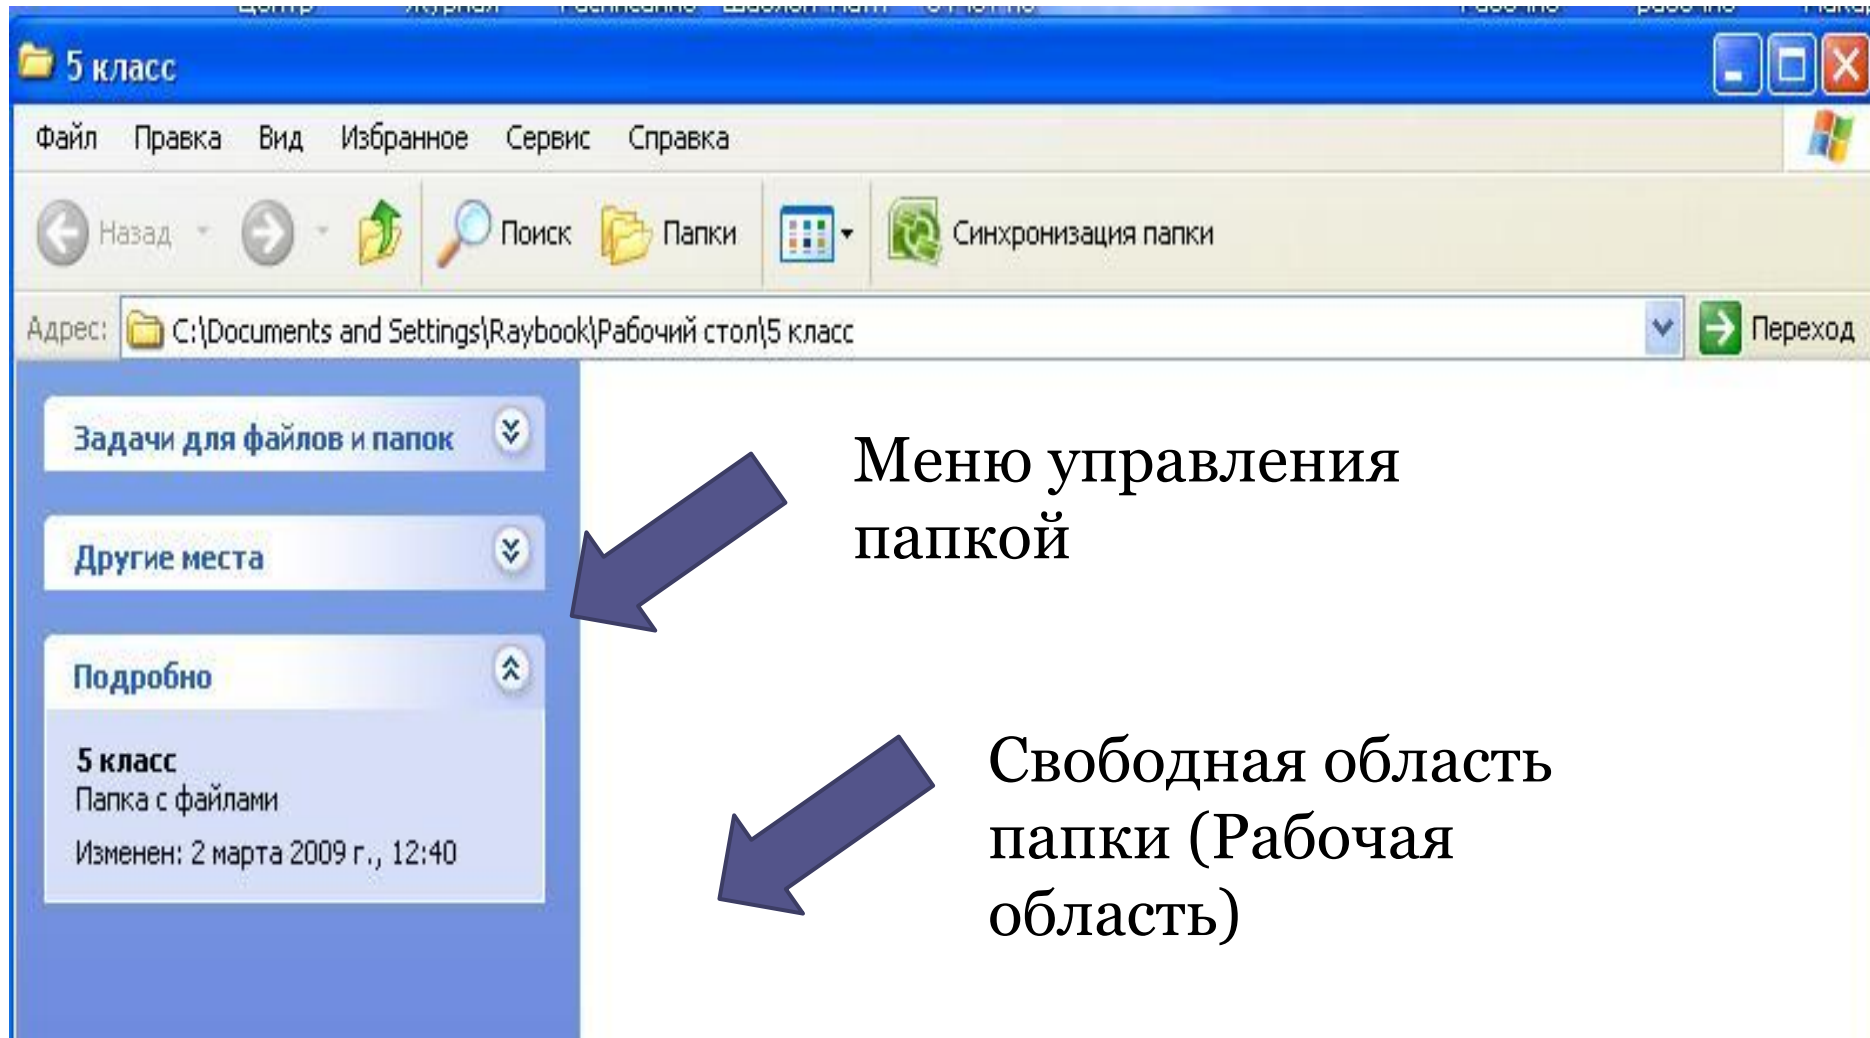 5 класс
Файл Правка Вид Избранное Сервис Справка
Назад Поиск Папки Синхронизация папки
Адрес: C:\Documents and Settings\Raybook\Рабочий стол\5 класс Переход
Задачи для файлов и папок
Другие места
Подробно
5 класс
Папка с файлами
Изменен: 2 марта 2009 г., 12:40
Меню управления
папкой
Свободная область
папки (Рабочая
область)